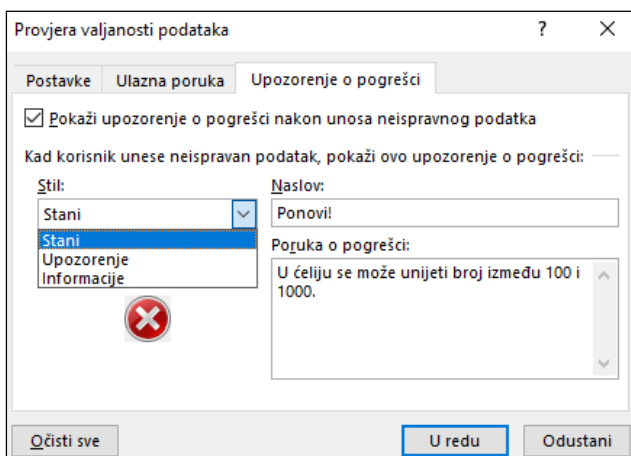 Provjera valjanosti podataka
Postavke
Ulazna poruka
Upozorenje o pogrešci
Pokaži upozorenje o pogrešci nakon unosa neispravnog podatka
Kad korisnik unese neispravan podatak, pokaži ovo upozorenje o pogrešci:
Stil:
Naslov:
Stani
Ponovi!
Stani
Upozorenje
Informacije
Poruka o pogrešci:
U ćeliju se može unijeti broj između 100 i
1000.
Očisti sve
U redu
Odustani